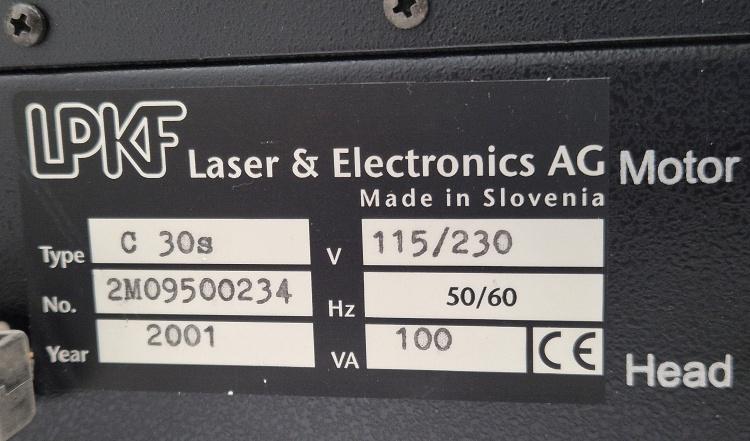 LPKF Laser & Electronics AG
Made in Slovenia
Motor
Type C 30s V 115/230
No. 2M09500234 Hz 50/60
Year 2001 VA 100 CE
Head